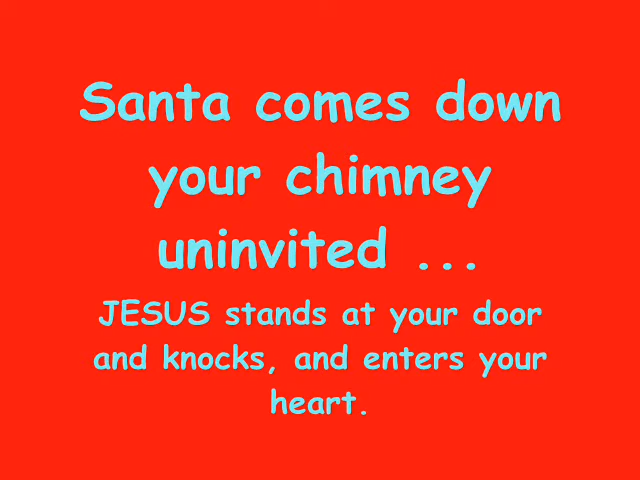 Santa comes down
your chimney
uninvited ...
JESUS stands at your door
and knocks, and enters your
heart.